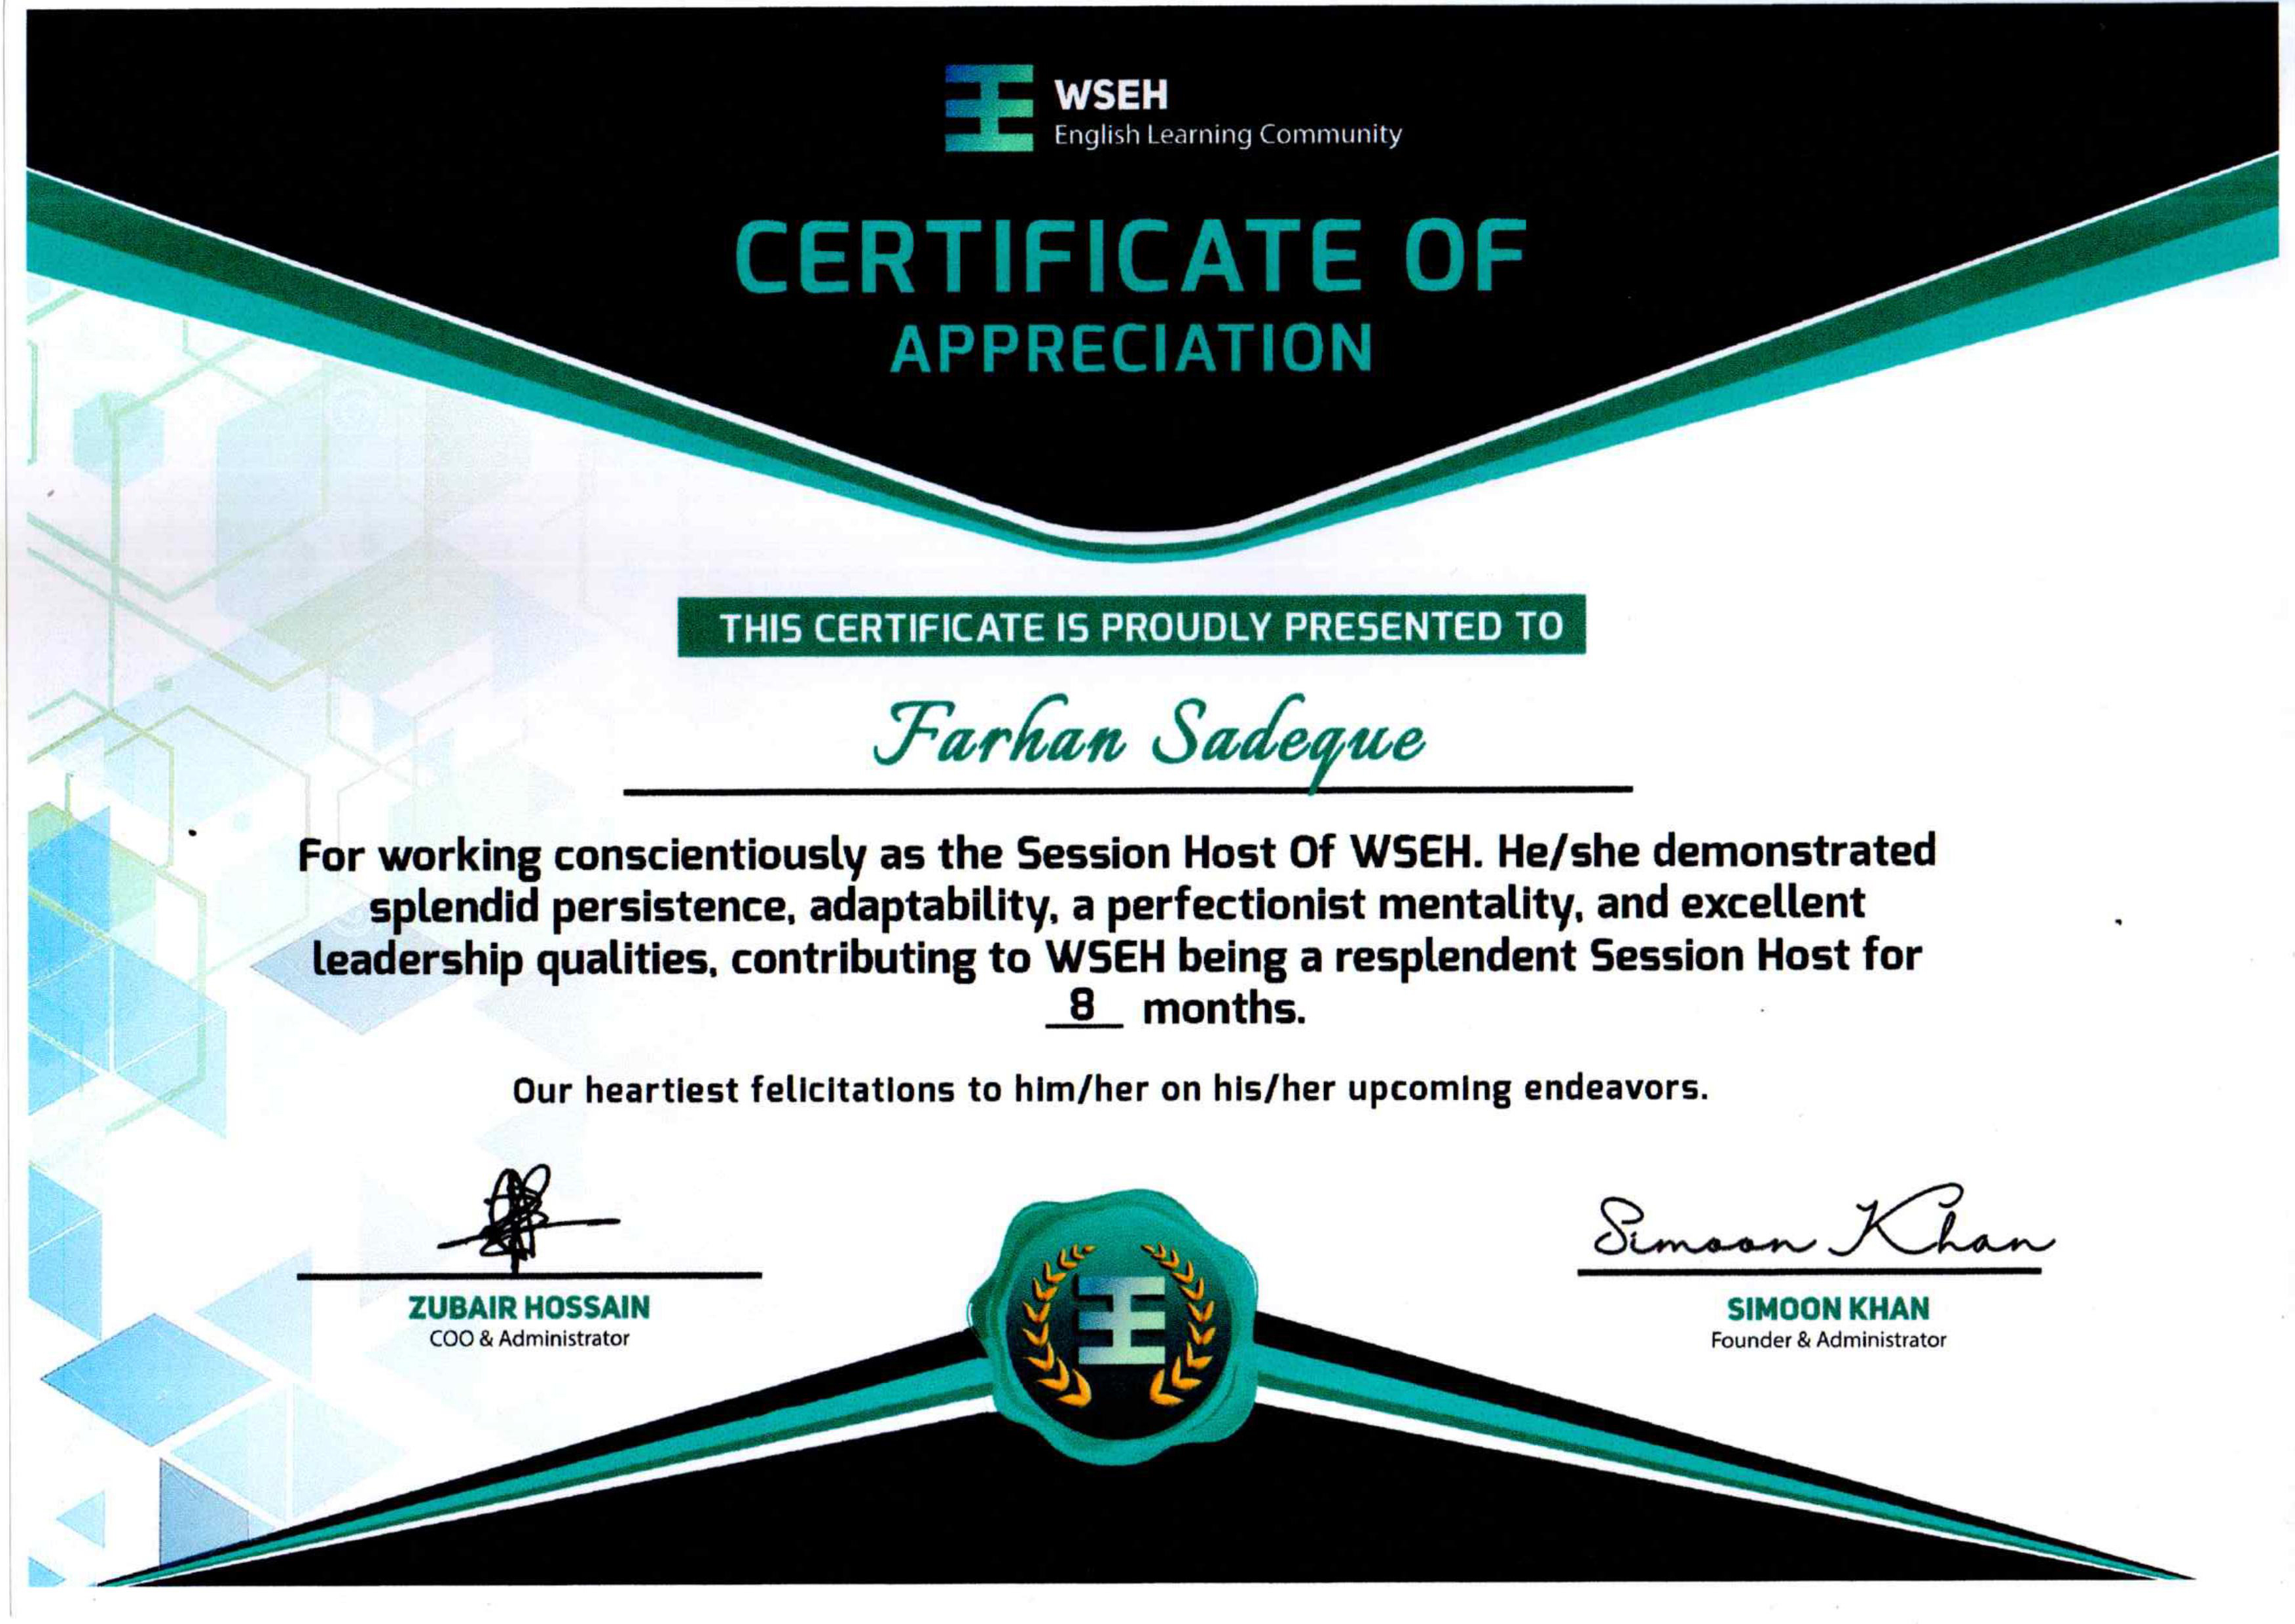 WSEH
English Learning Community
CERTIFICATE OF
APPRECIATION
THIS CERTIFICATE IS PROUDLY PRESENTED TO
Farhan Sadeque
For working conscientiously as the Session Host Of WSEH. He/she demonstrated
splendid persistence, adaptability, a perfectionist mentality, and excellent
leadership qualities, contributing to WSEH being a resplendent Session Host for
8 months.
Our heartiest felicitations to him/her on his/her upcoming endeavors.
Simoon Khan
ZUBAIR HOSSAIN
COO & Administrator
SIMOON KHAN
Founder & Administrator